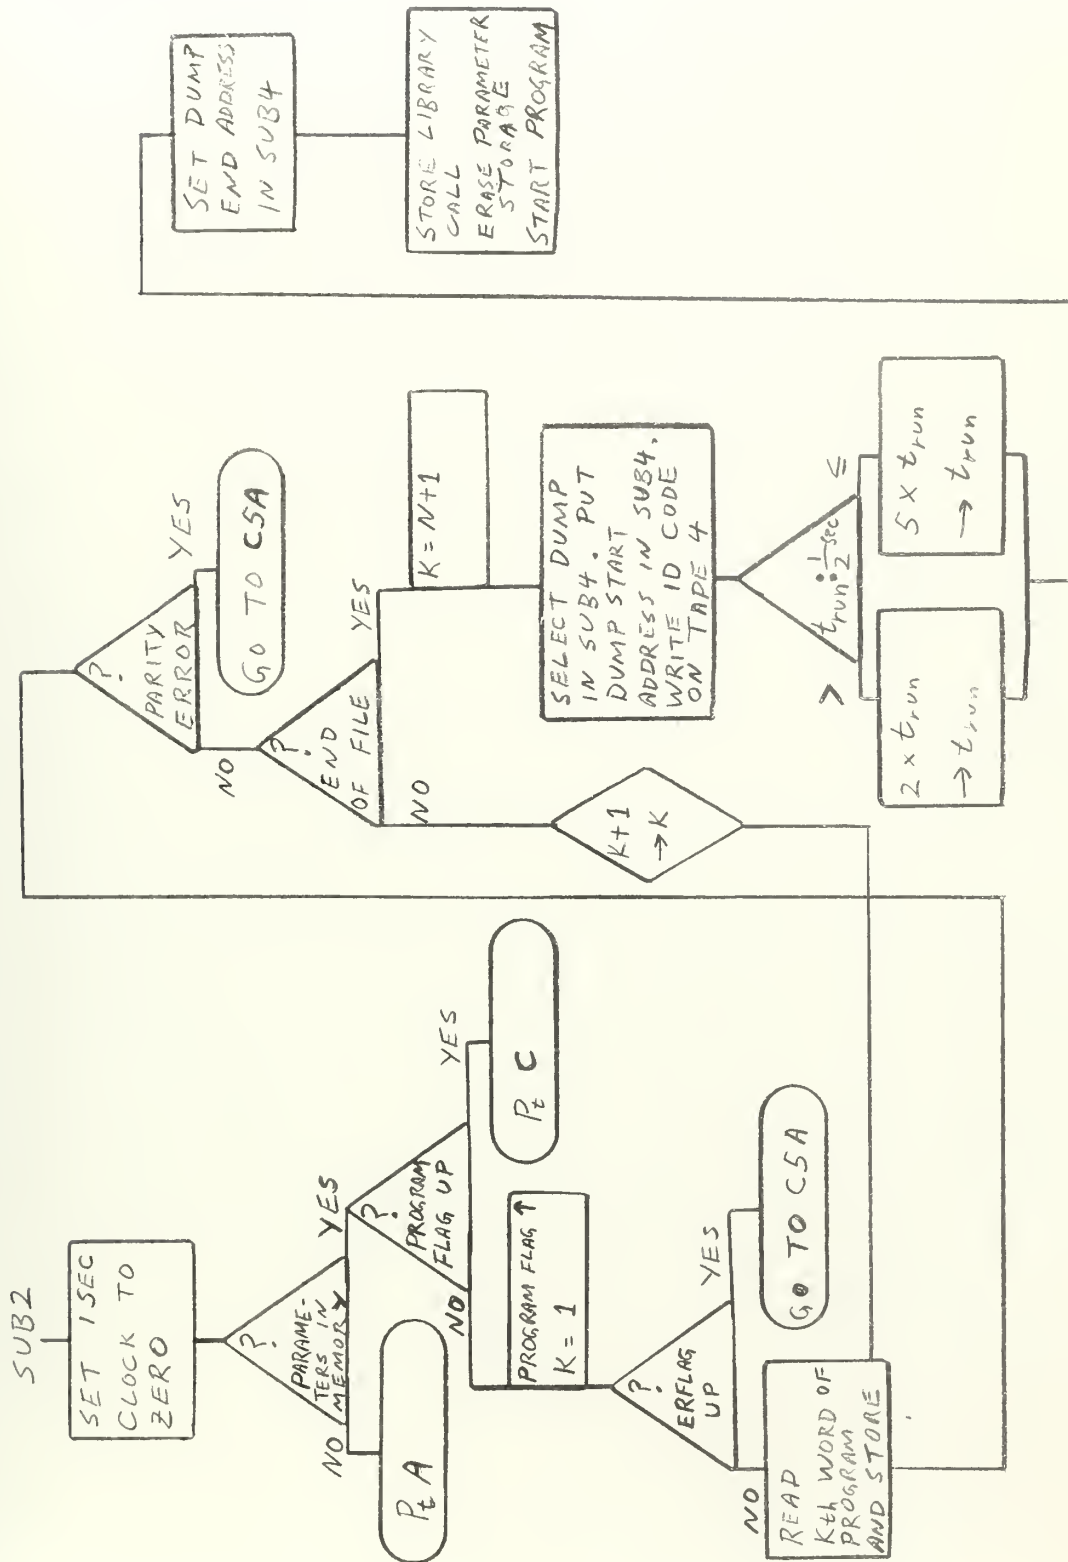 SUB2
SET 1SEC
CLOCK TO
ZERO
?
PARAME-
TERS IN
MEMORY
NO
YES
Pt A
?
PROGRAM
FLAG UP
NO
YES
Pt C
PROGRAM FLAG ↑
K = 1
?
ERFLAG
UP
NO
YES
GO TO CSA
READ
Kth WORD OF
PROGRAM
AND STORE
?
PARITY
ERROR
NO
YES
GO TO CSA
?
END
OF FILE
NO
YES
K+1
→ K
K = N+1
SELECT DUMP
IN SUB4. PUT
DUMP START
ADDRESS IN SUB4.
WRITE ID CODE
ON TAPE 4
trun : 1/2 sec
>
≤
2 x trun
→ trun
5 x trun
→ trun
SET DUMP
END ADDRESS
IN SUB4
STORE LIBRARY
CALL
ERASE PARAMETER
STORAGE
START PROGRAM